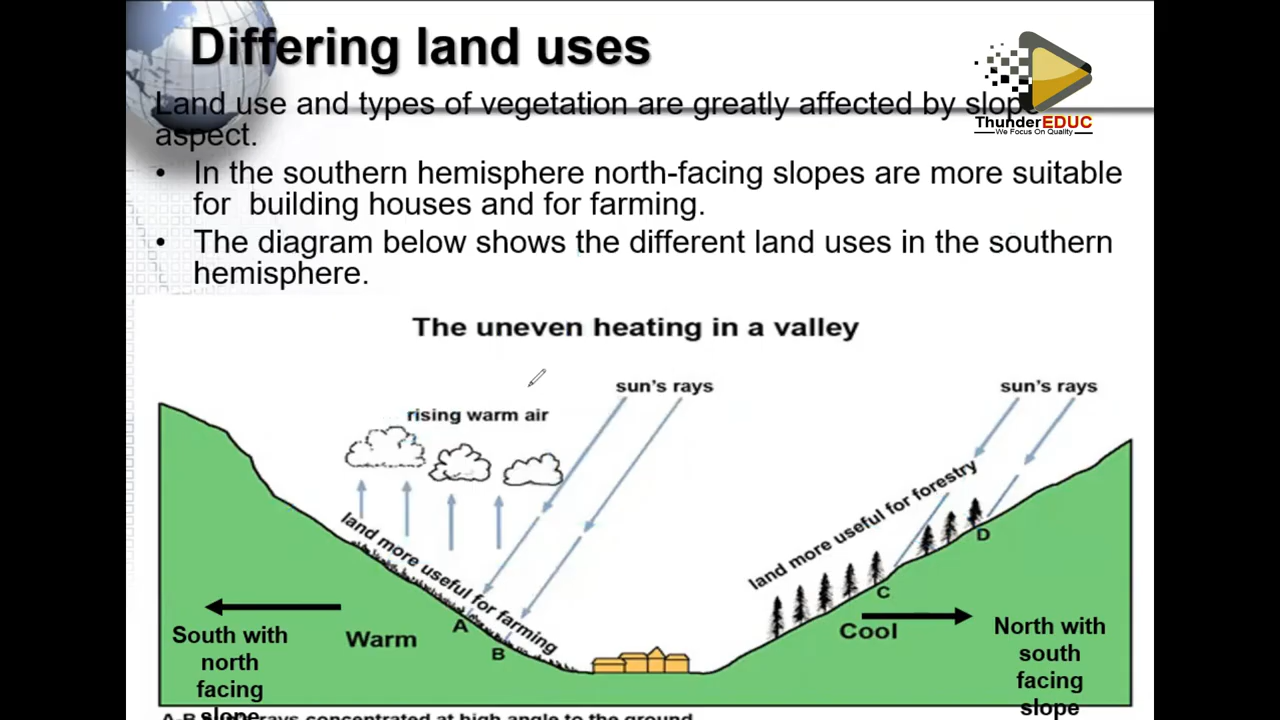 Differing land uses
Land use and types of vegetation are greatly affected by slope
aspect.
ThunderEDUC
We Focus On Quality
• In the southern hemisphere north-facing slopes are more suitable
for building houses and for farming.
• The diagram below shows the different land uses in the southern
hemisphere.
The uneven heating in a valley
sun's rays
sun's rays
rising warm air
land more useful for farming
land more useful for forestry
A
B
C
D
Warm
Cool
South with
north
facing
slope
North with
south
facing
slope
rays concentrated at high angle to the ground